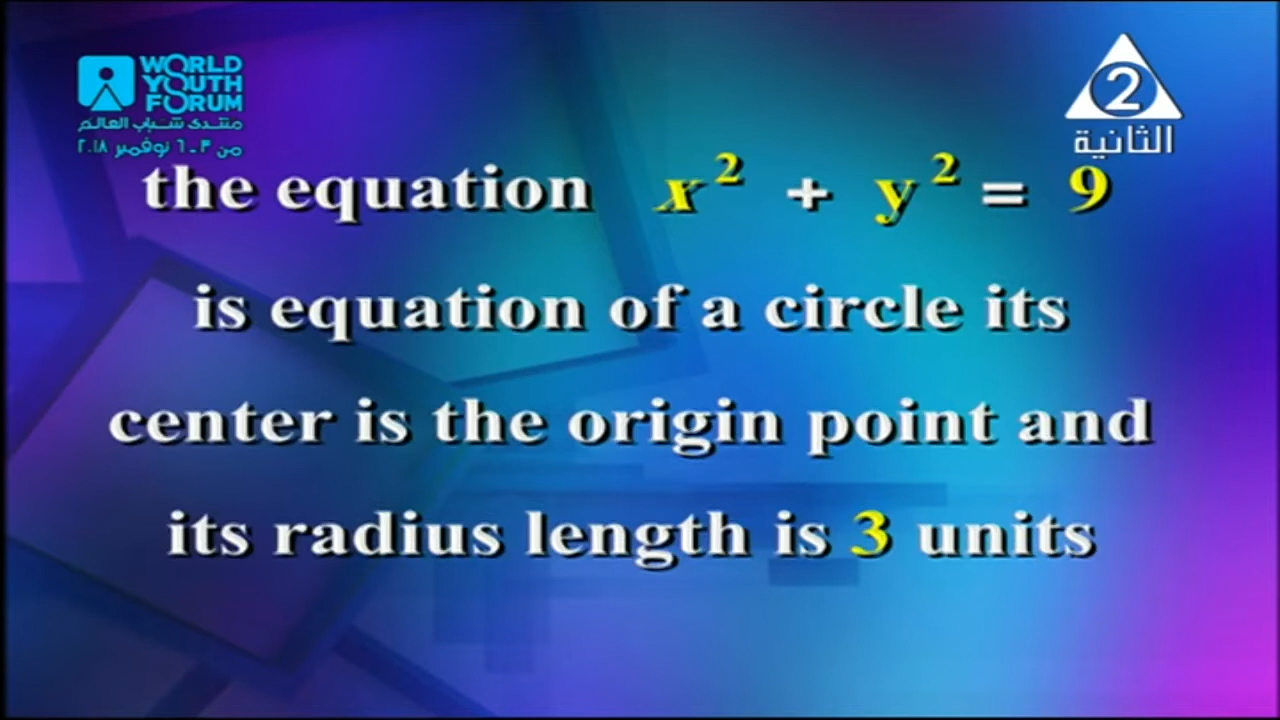 WORLD
YOUTH
FORUM
منتدى شباب العالم
من ٣-٦ نوفمبر ٢٠١٨
2
الثانية
the equation x² + y² = 9
is equation of a circle its
center is the origin point and
its radius length is 3 units